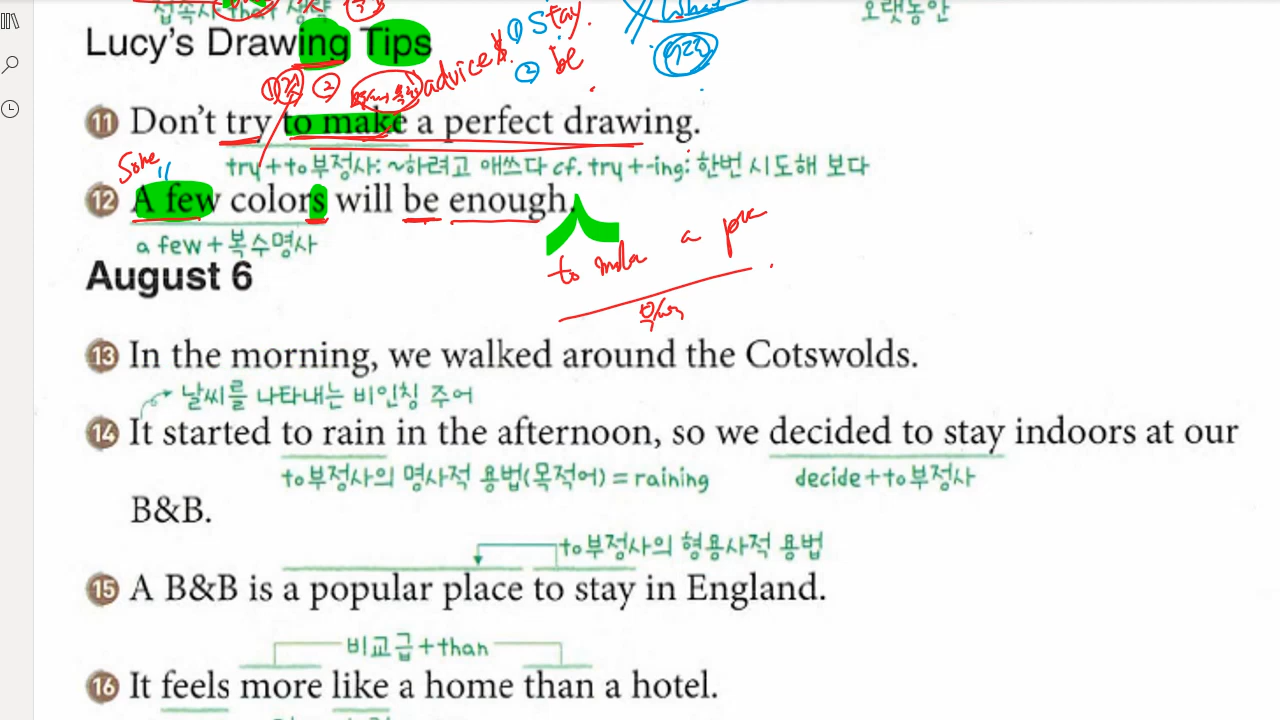 오랫동안
① Stay.
Lucy's Drawing Tips
② be
① ② advice
11 Don't try to make a perfect drawing.
try+to부정사: ~하려고 애쓰다 cf. try+-ing: 한번 시도해 보다
Some
12 A few colors will be enough.
a few+복수명사
to make a
August 6
13 In the morning, we walked around the Cotswolds.
날씨를 나타내는 비인칭 주어
14 It started to rain in the afternoon, so we decided to stay indoors at our
to부정사의 명사적 용법(목적어) = raining
decide+to부정사
B&B.
to부정사의 형용사적 용법
15 A B&B is a popular place to stay in England.
비교급+than
16 It feels more like a home than a hotel.